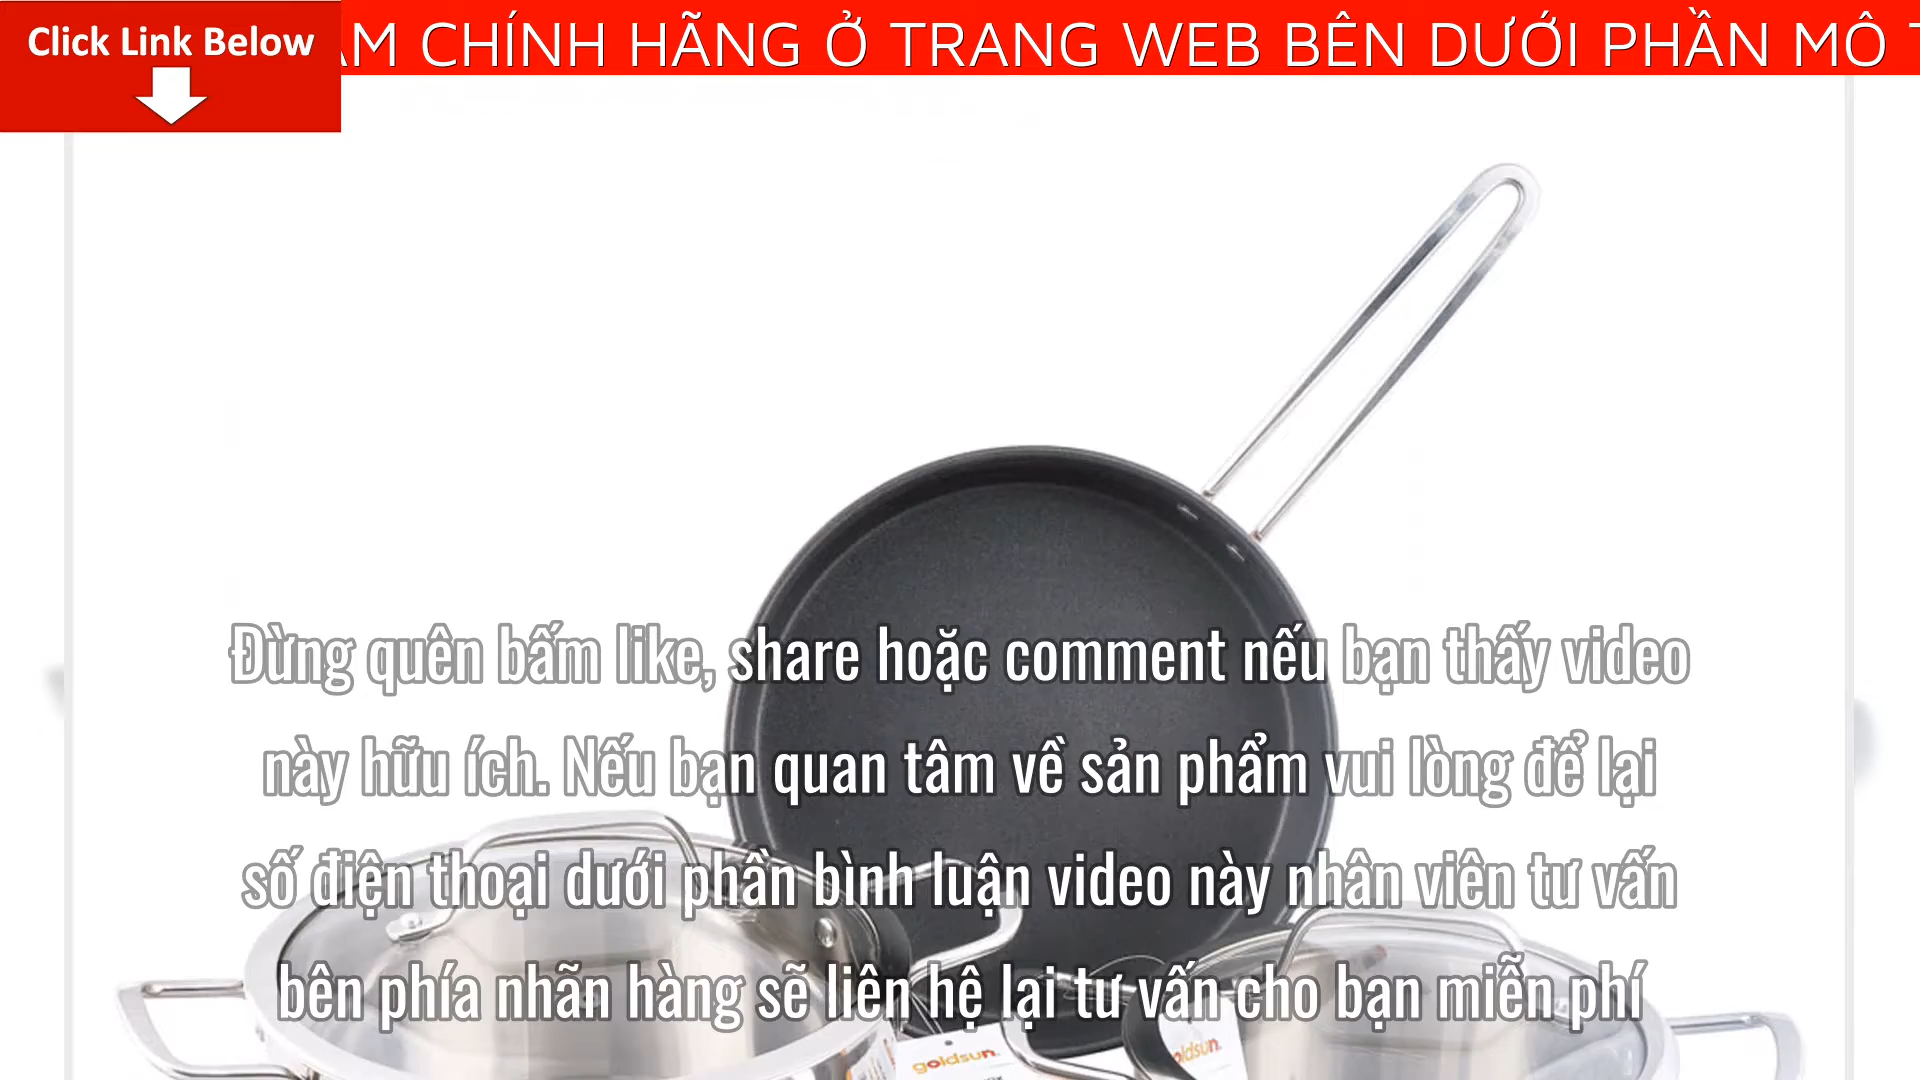 Click Link Below
CHÍNH HÃNG Ở TRANG WEB BÊN DƯỚI PHẦN MÔ
Đừng quên bấm like, share hoặc comment nếu bạn thấy video
này hữu ích. Nếu bạn quan tâm về sản phẩm vui lòng để lại
số điện thoại dưới phần bình luận video này nhân viên tư vấn
bên phía nhãn hàng sẽ liên hệ lại tư vấn cho bạn miễn phí
goldsun